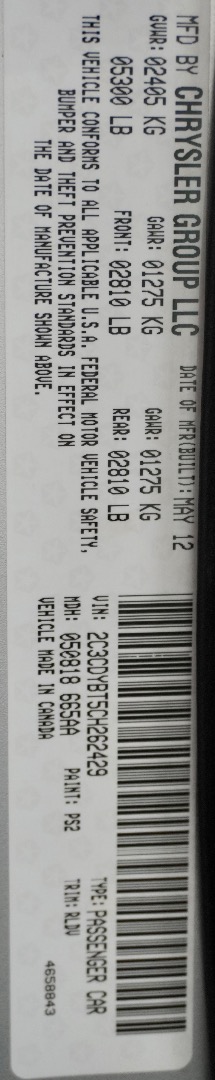 MFD BY CHRYSLER GROUP LLC DATE OF MFR(BUILT): MAY 12
GVWR: 02405 KG GAWR: 01275 KG GAWR: 01275 KG
05300 LB FRONT: 02810 LB REAR: 02810 LB
THIS VEHICLE CONFORMS TO ALL APPLICABLE U.S.A. FEDERAL MOTOR VEHICLE SAFETY,
BUMPER AND THEFT PREVENTION STANDARDS IN EFFECT ON
THE DATE OF MANUFACTURE SHOWN ABOVE.
VIN: 2C3CDYBT5CH262429 TYPE: PASSENGER CAR
MDH: 050818 665AA PAINT: PS2 TRIM: RLDV
VEHICLE MADE IN CANADA 4658843